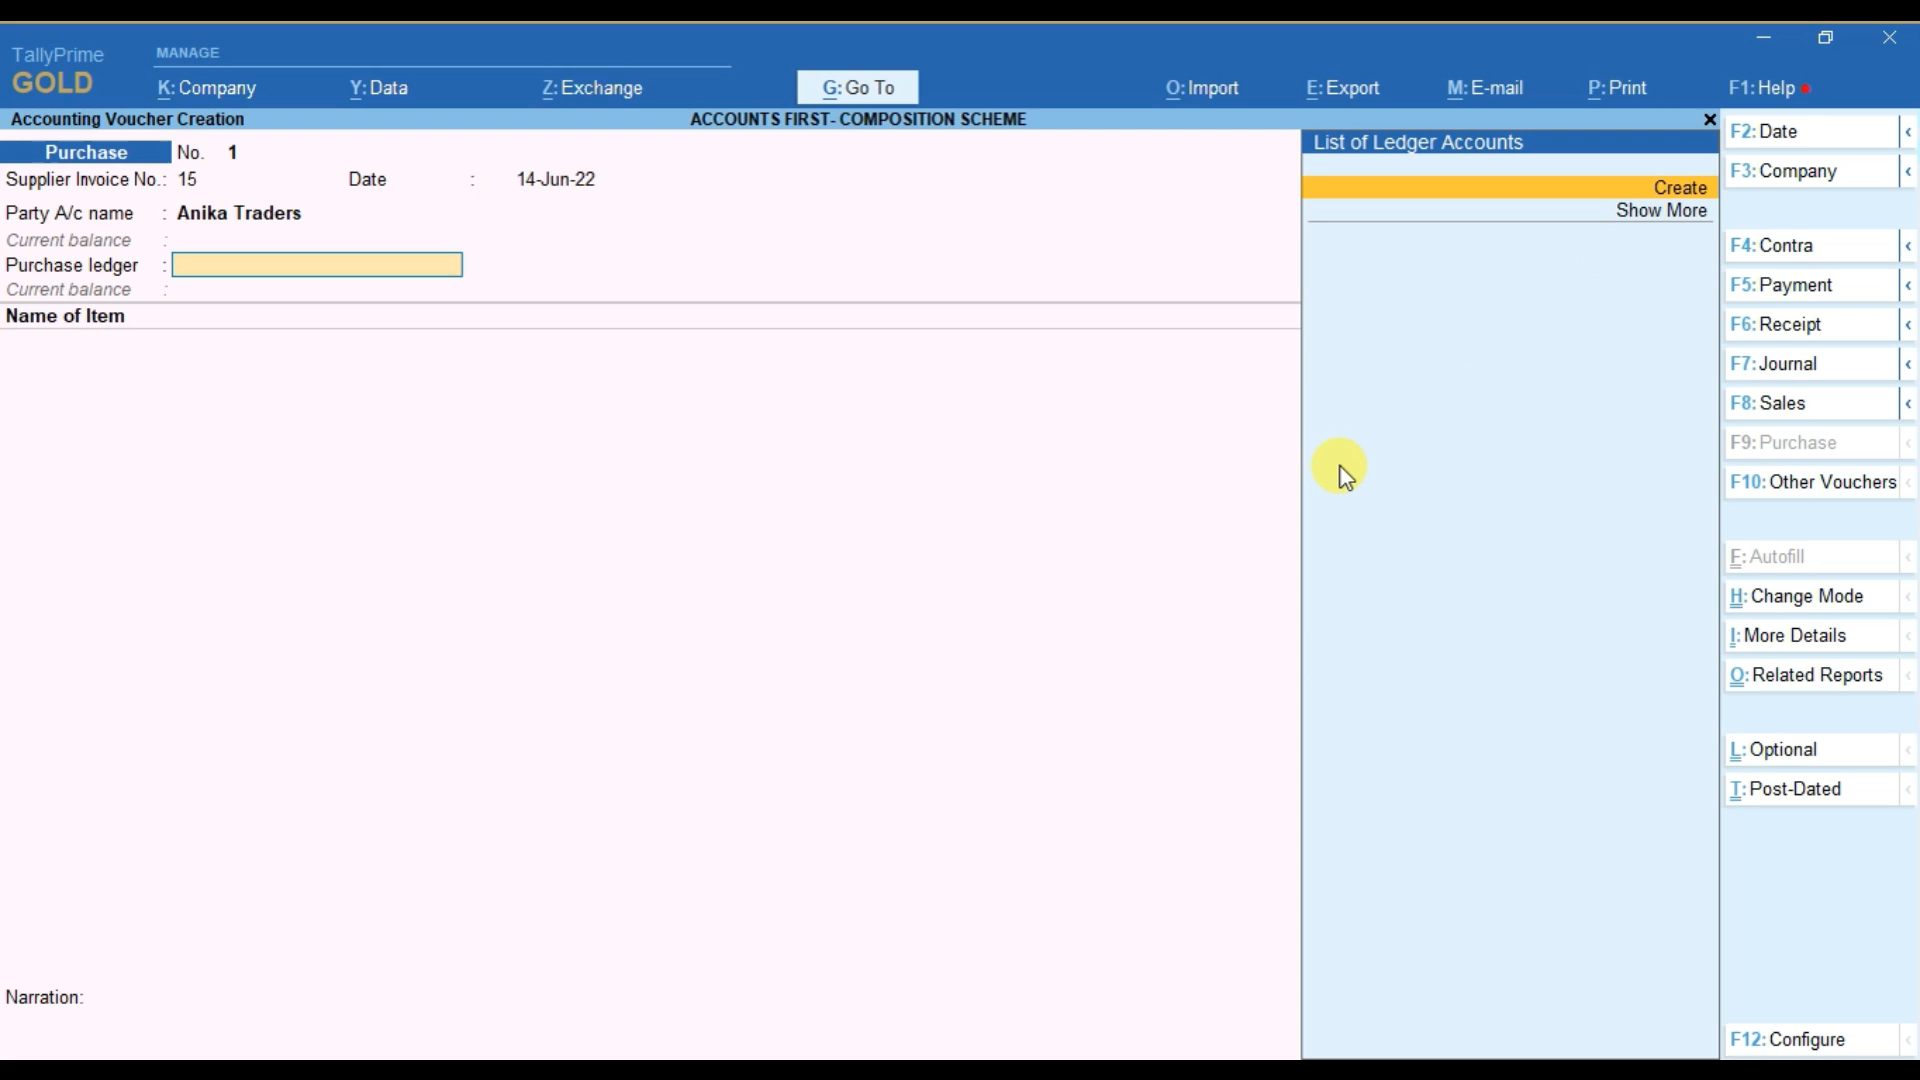 TallyPrime
GOLD
MANAGE
K: Company
Y: Data
Z: Exchange
G: Go To
O: Import
E: Export
M: E-mail
P: Print
F1: Help
Accounting Voucher Creation
ACCOUNTS FIRST- COMPOSITION SCHEME
Purchase No. 1
Supplier Invoice No.: 15 Date : 14-Jun-22
Party A/c name : Anika Traders
Current balance :
Purchase ledger :
Current balance :
Name of Item
Narration:
List of Ledger Accounts
Create
Show More
F2: Date
F3: Company
F4: Contra
F5: Payment
F6: Receipt
F7: Journal
F8: Sales
F9: Purchase
F10: Other Vouchers
F: Autofill
H: Change Mode
I: More Details
O: Related Reports
L: Optional
T: Post-Dated
F12: Configure